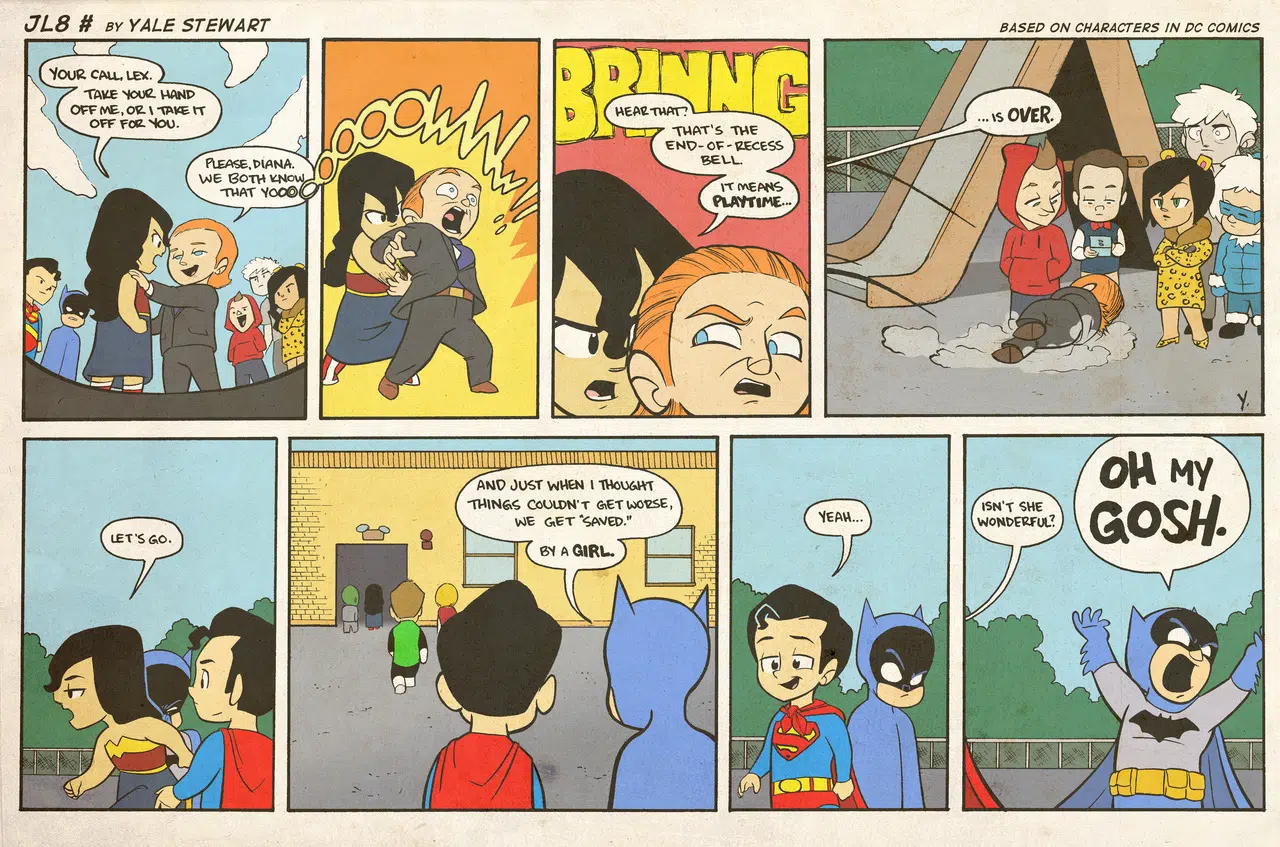 JL8 # BY YALE STEWART
BASED ON CHARACTERS IN DC COMICS
YOUR CALL, LEX.
TAKE YOUR HAND
OFF ME, OR I TAKE IT
OFF FOR YOU.
PLEASE, DIANA.
WE BOTH KNOW
THAT YOOO
OOOOWW
BRINNG
HEAR THAT?
THAT'S THE
END-OF-RECESS
BELL.
IT MEANS
PLAYTIME...
...IS OVER.
Y.
LET'S GO.
AND JUST WHEN I THOUGHT
THINGS COULDN'T GET WORSE,
WE GET "SAVED."
BY A GIRL.
YEAH...
ISN'T SHE
WONDERFUL?
OH MY
GOSH.